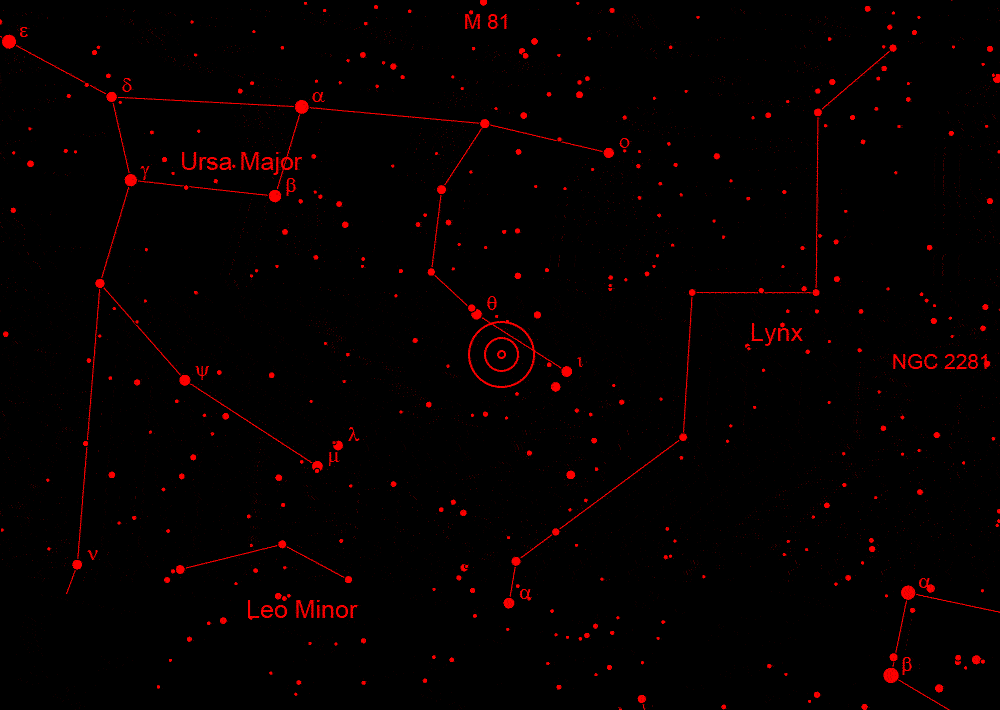 M 81
ε
δ
α
ο
γ
Ursa Major
β
θ
Lynx
ι
NGC 2281
ψ
λ
μ
ν
α
α
Leo Minor
β